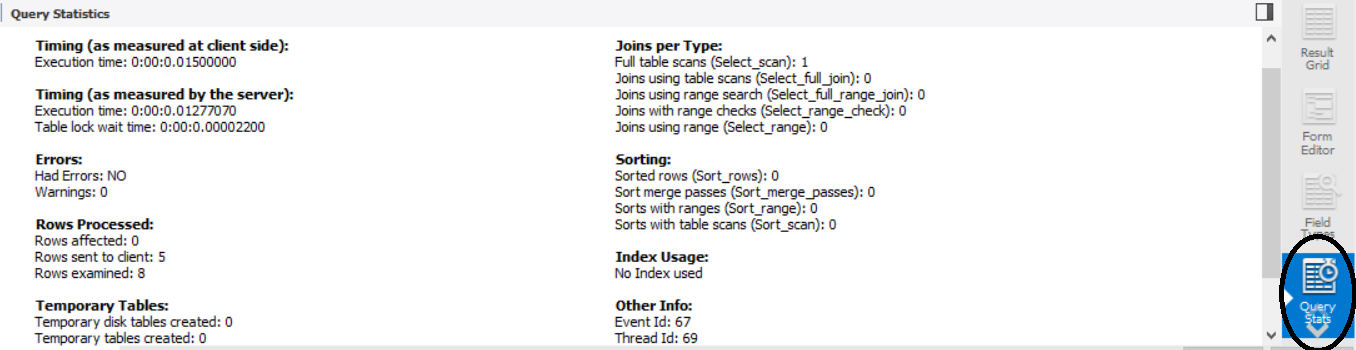 Query Statistics
Timing (as measured at client side):
Execution time: 0:00:0.01500000
Timing (as measured by the server):
Execution time: 0:00:0.01277070
Table lock wait time: 0:00:0.00002200
Errors:
Had Errors: NO
Warnings: 0
Rows Processed:
Rows affected: 0
Rows sent to client: 5
Rows examined: 8
Temporary Tables:
Temporary disk tables created: 0
Temporary tables created: 0
Joins per Type:
Full table scans (Select_scan): 1
Joins using table scans (Select_full_join): 0
Joins using range search (Select_full_range_join): 0
Joins with range checks (Select_range_check): 0
Joins using range (Select_range): 0
Sorting:
Sorted rows (Sort_rows): 0
Sort merge passes (Sort_merge_passes): 0
Sorts with ranges (Sort_range): 0
Sorts with table scans (Sort_scan): 0
Index Usage:
No Index used
Other Info:
Event Id: 67
Thread Id: 69
Result
Grid
Form
Editor
Field
Types
Query
Stats